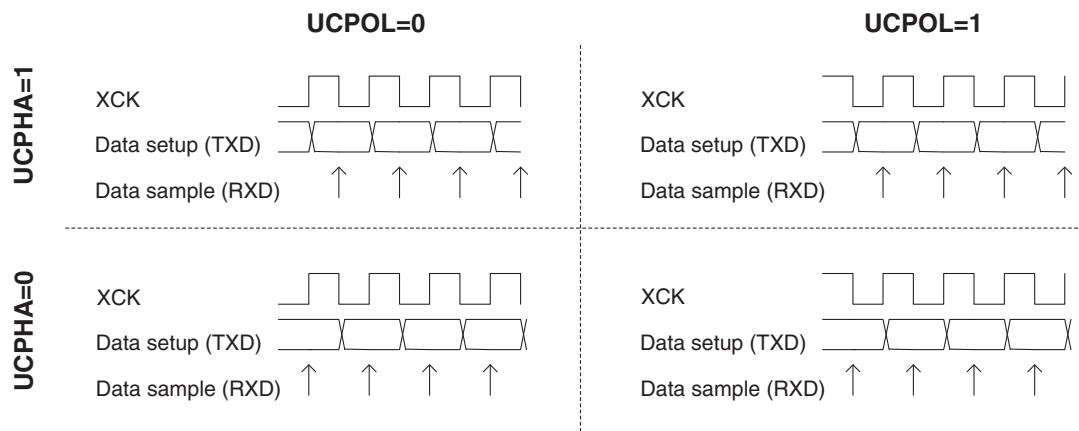 UCPOL=0
UCPOL=1
UCPHA=1
XCK
Data setup (TXD)
Data sample (RXD)
XCK
Data setup (TXD)
Data sample (RXD)
UCPHA=0
XCK
Data setup (TXD)
Data sample (RXD)
XCK
Data setup (TXD)
Data sample (RXD)